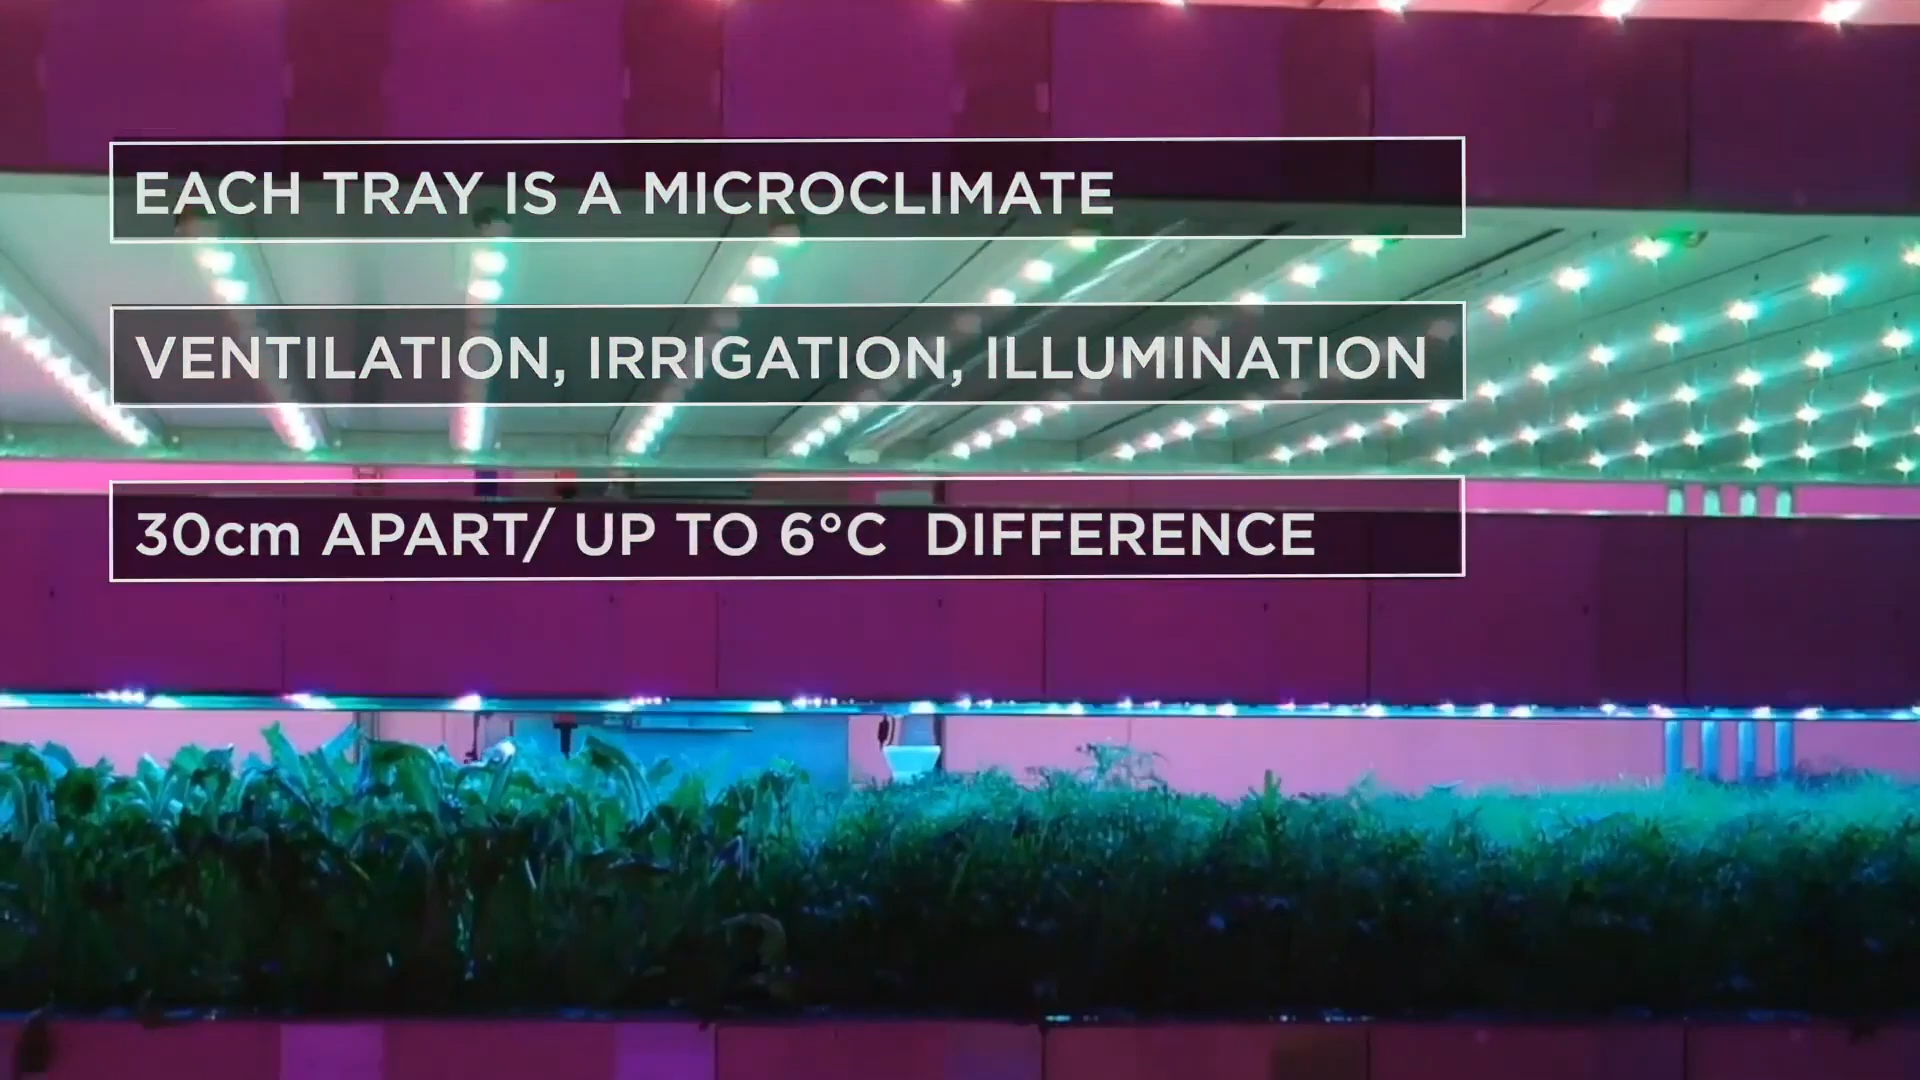 EACH TRAY IS A MICROCLIMATE
VENTILATION, IRRIGATION, ILLUMINATION
30cm APART/ UP TO 6°C  DIFFERENCE